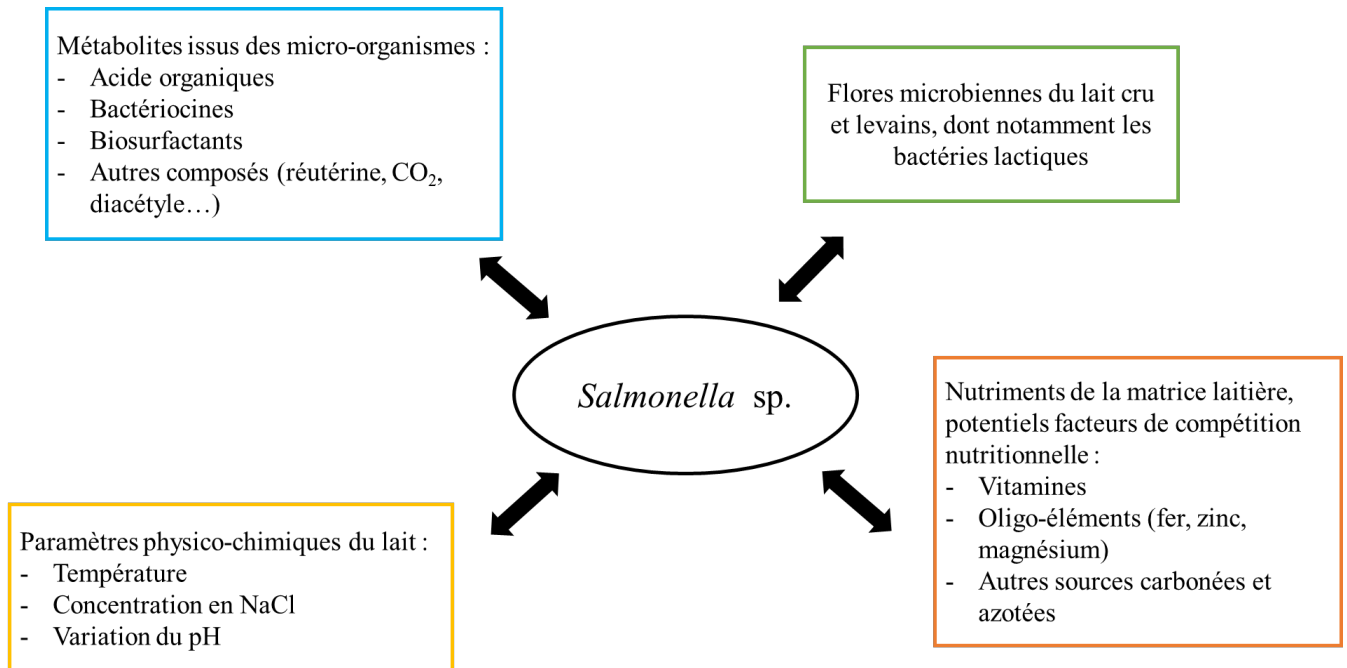 Métabolites issus des micro-organismes :
- Acide organiques
- Bactériocines
- Biosurfactants
- Autres composés (réutérine, CO₂,
diacétyle…)
Flores microbiennes du lait cru
et levains, dont notamment les
bactéries lactiques
Salmonella sp.
Nutriments de la matrice laitière,
potentiels facteurs de compétition
nutritionnelle :
- Vitamines
- Oligo-éléments (fer, zinc,
magnésium)
- Autres sources carbonées et
azotées
Paramètres physico-chimiques du lait :
- Température
- Concentration en NaCl
- Variation du pH